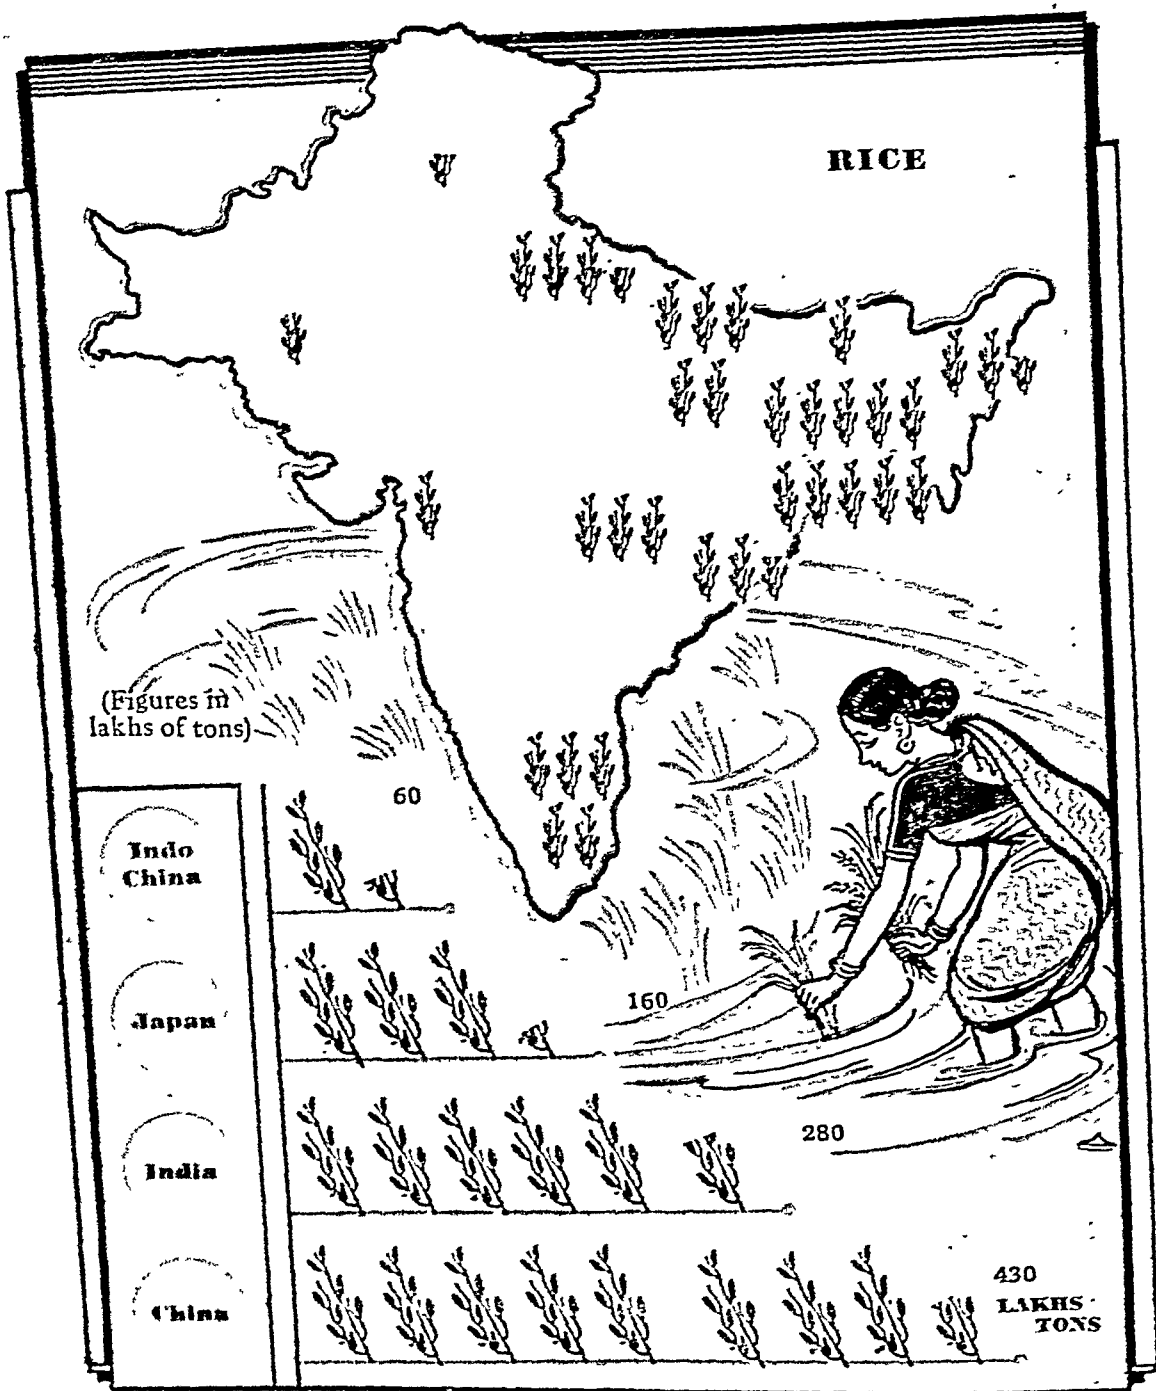 RICE
(Figures in
lakhs of tons)
60
Indo
China
160
Japan
280
India
430
LAKHS
TONS
China